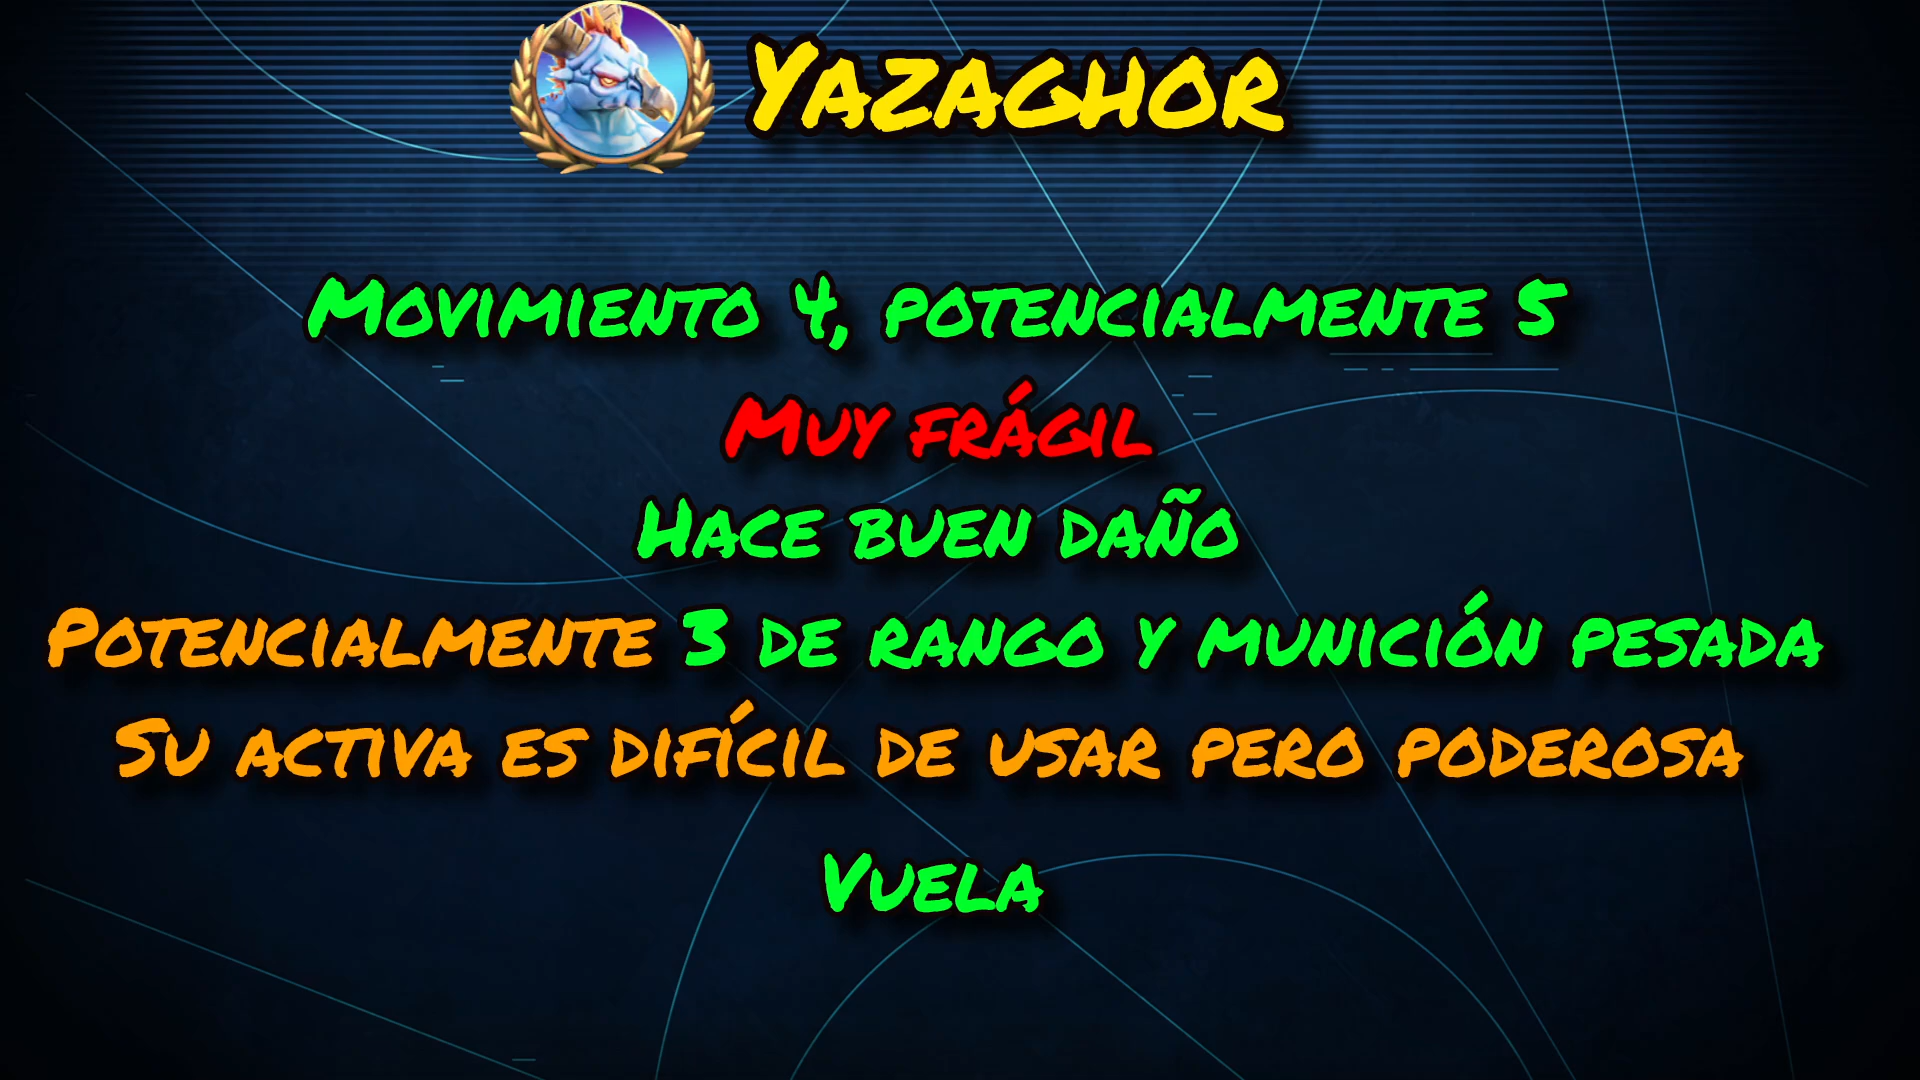 Yazaghor
Movimiento 4, potencialmente 5
Muy frágil
Hace buen daño
Potencialmente 3 de rango y munición pesada
Su activa es difícil de usar pero poderosa
Vuela